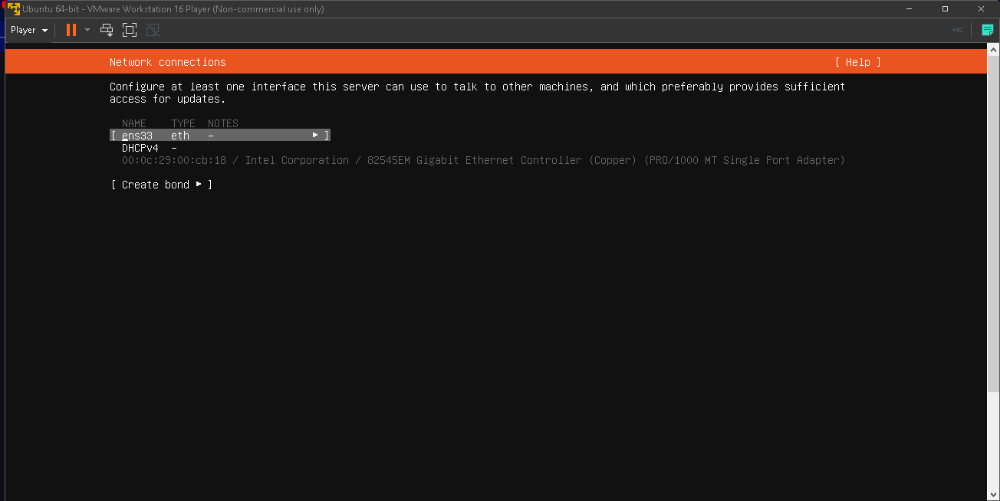 Ubuntu 64-bit - VMware Workstation 16 Player (Non-commercial use only)
Player
Network connections [ Help ]
Configure at least one interface this server can use to talk to other machines, and which preferably provides sufficient
access for updates.
NAME TYPE NOTES
[ ens33 eth - ▸ ]
DHCPv4 -
00:0c:29:00:cb:18 / Intel Corporation / 82545EM Gigabit Ethernet Controller (Copper) (PRO/1000 MT Single Port Adapter)
[ Create bond ▸ ]